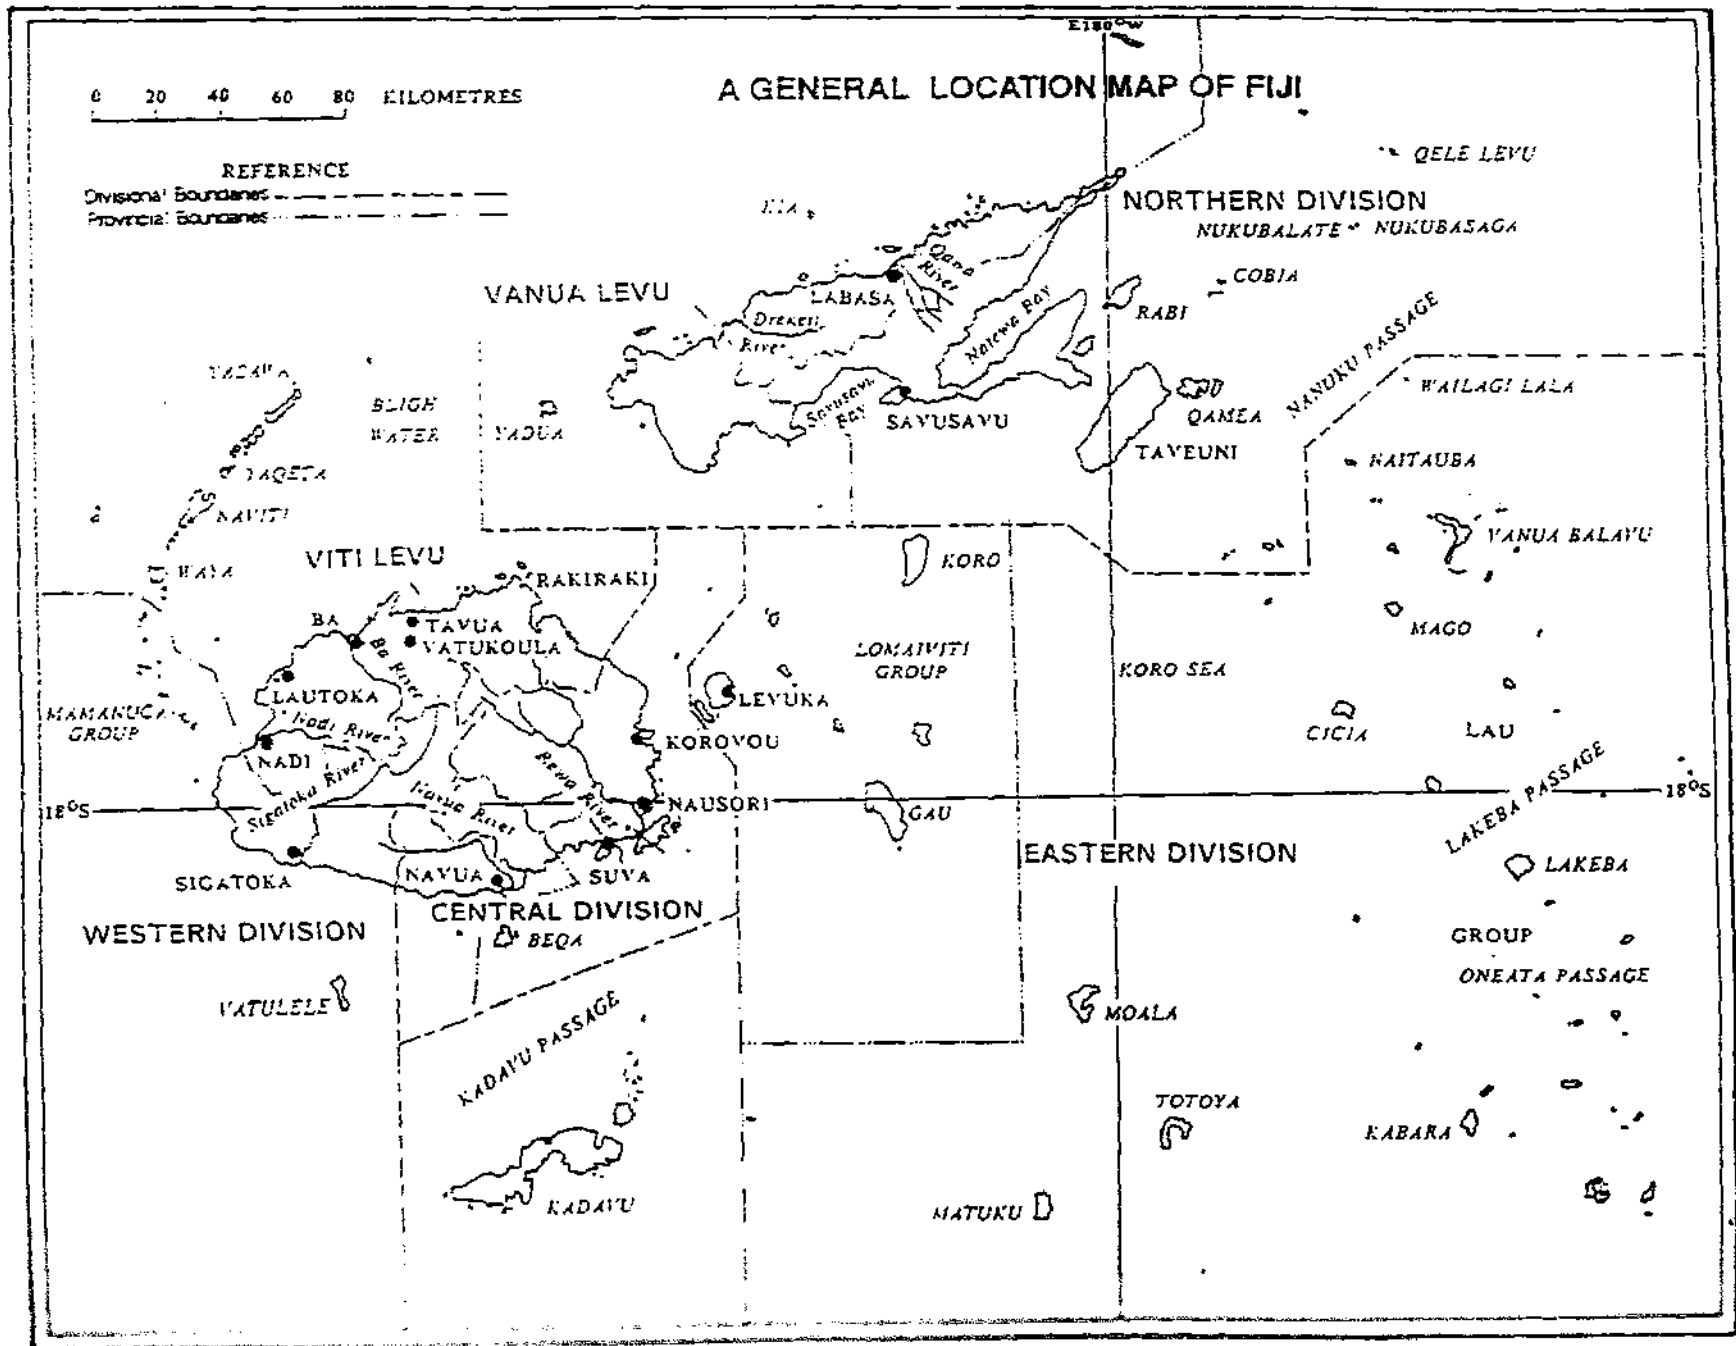 E180°W
A GENERAL LOCATION MAP OF FIJI
0 20 40 60 80 KILOMETRES
REFERENCE
Divisional Boundaries
Provincial Boundaries
QELE LEVU
KIA
NORTHERN DIVISION
NUKUBALATE
NUKUBASAGA
Qawa
River
COBIA
VANUA LEVU
LABASA
RABI
Dreketi
River
Natewa Bay
NANUKU PASSAGE
YASAWA
WAILAGI LALA
BLIGH
WATER
YADUA
Savusavu
Bay
SAVUSAVU
QAMEA
TAVEUNI
NAITAUBA
YAQETA
NAVITI
VANUA BALAVU
VITI LEVU
KORO
WAYA
RAKIRAKI
BA
TAVUA
VATUKOULA
Ba River
MAGO
LOMAIVITI
GROUP
KORO SEA
LAUTOKA
LEVUKA
MAMANUCA
GROUP
Nadi River
KOROVOU
CICIA
LAU
NADI
Sigatoka River
Navua River
Rewa River
LAKEBA PASSAGE
18°S
NAUSORI
GAU
18°S
EASTERN DIVISION
LAKEBA
SIGATOKA
NAVUA
SUVA
CENTRAL DIVISION
WESTERN DIVISION
BEQA
GROUP
ONEATA PASSAGE
VATULELE
MOALA
KADAVU PASSAGE
TOTOYA
KABARA
KADAVU
MATUKU